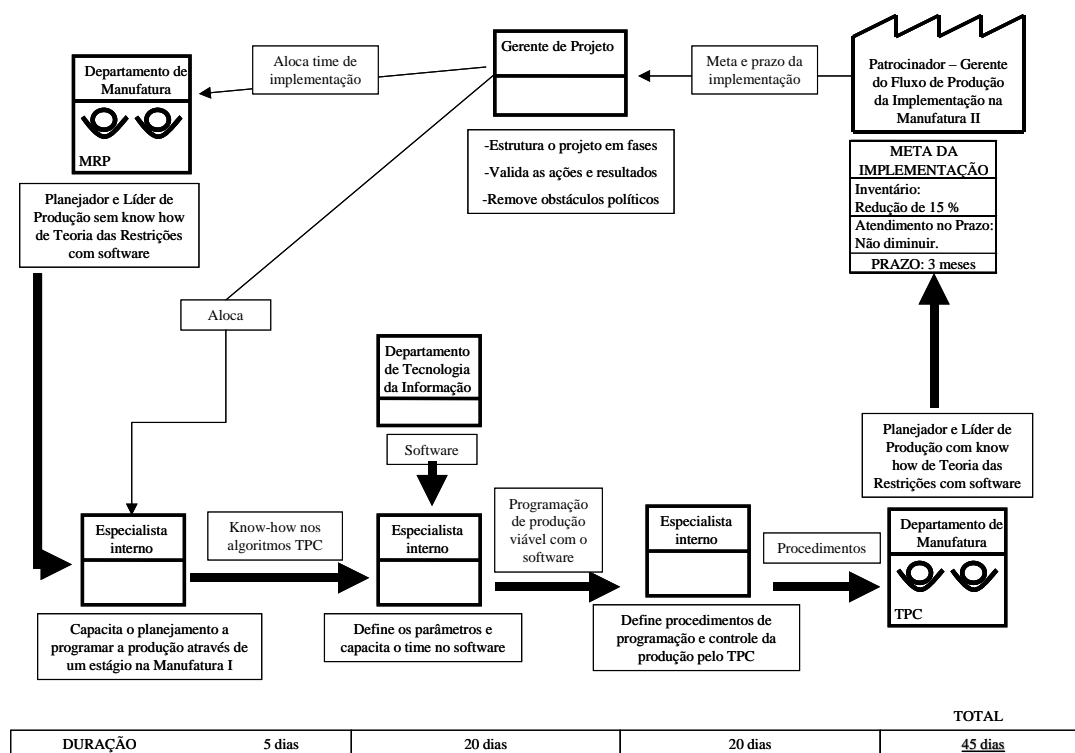 Departamento de
Manufatura
MRP
Aloca time de
implementação
Gerente de Projeto
Meta e prazo da
implementação
Patrocinador – Gerente
do Fluxo de Produção
da Implementação na
Manufatura II
-Estrutura o projeto em fases
-Valida as ações e resultados
-Remove obstáculos políticos
META DA
IMPLEMENTAÇÃO
Inventário:
Redução de 15 %
Atendimento no Prazo:
Não diminuir.
PRAZO: 3 meses
Planejador e Líder de
Produção sem know how
de Teoria das Restrições
com software
Aloca
Departamento
de Tecnologia
da Informação
Software
Planejador e Líder de
Produção com know
how de Teoria das
Restrições com software
Especialista
interno
Know-how nos
algoritmos TPC
Especialista
interno
Programação
de produção
viável com o
software
Especialista
interno
Procedimentos
Departamento de
Manufatura
TPC
Capacita o planejamento a
programar a produção através de
um estágio na Manufatura I
Define os parâmetros e
capacita o time no software
Define procedimentos de
programação e controle da
produção pelo TPC
TOTAL
DURAÇÃO 5 dias 20 dias 20 dias 45 dias